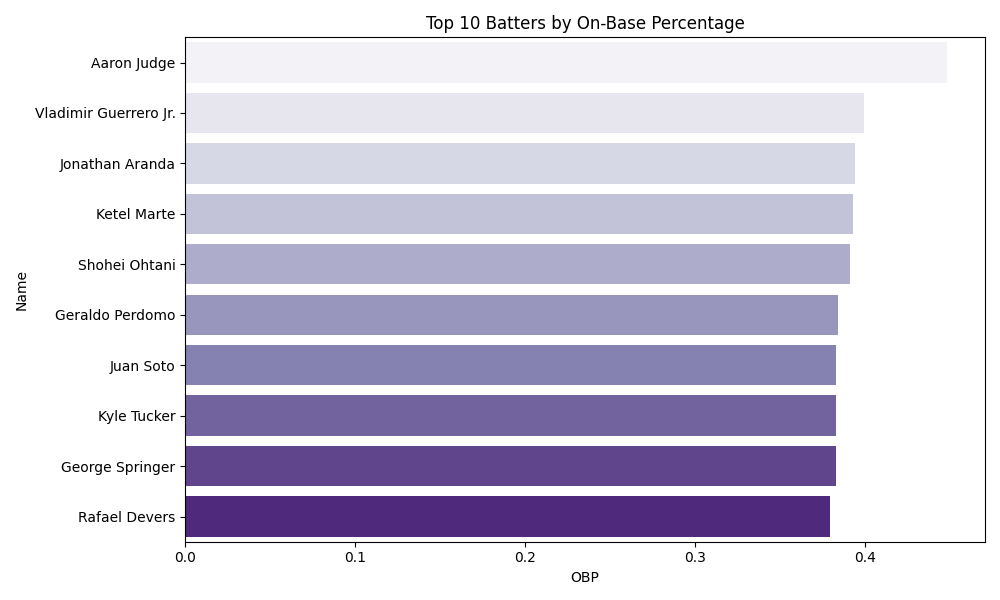 Top 10 Batters by On-Base Percentage
Aaron Judge
Vladimir Guerrero Jr.
Jonathan Aranda
Ketel Marte
Shohei Ohtani
Geraldo Perdomo
Juan Soto
Kyle Tucker
George Springer
Rafael Devers
Name
0.0 0.1 0.2 0.3 0.4
OBP